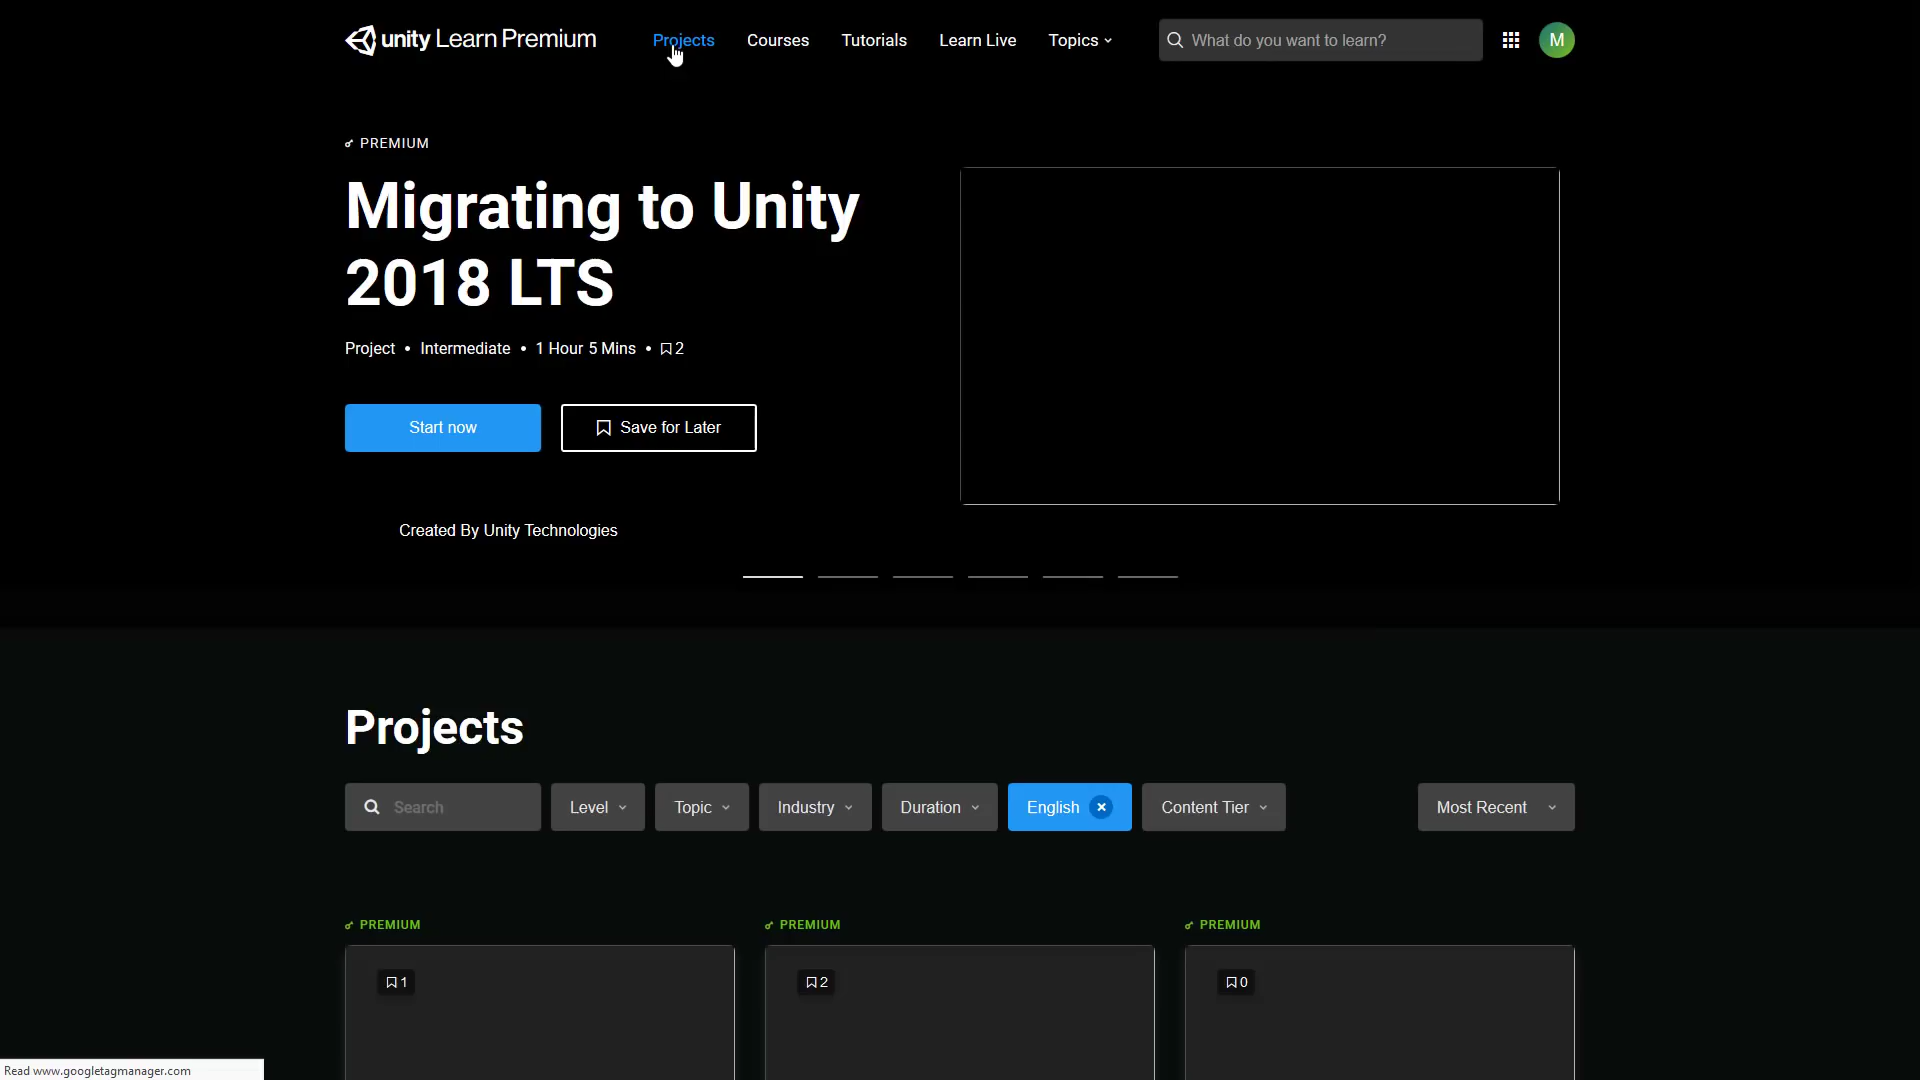 unity Learn Premium
Projects
Courses
Tutorials
Learn Live
Topics
What do you want to learn?
M
PREMIUM
Migrating to Unity
2018 LTS
Project • Intermediate • 1 Hour 5 Mins • 2
Start now
Save for Later
Created By Unity Technologies
Projects
Search
Level
Topic
Industry
Duration
English
Content Tier
Most Recent
PREMIUM
PREMIUM
PREMIUM
1
2
0
Read www.googletagmanager.com